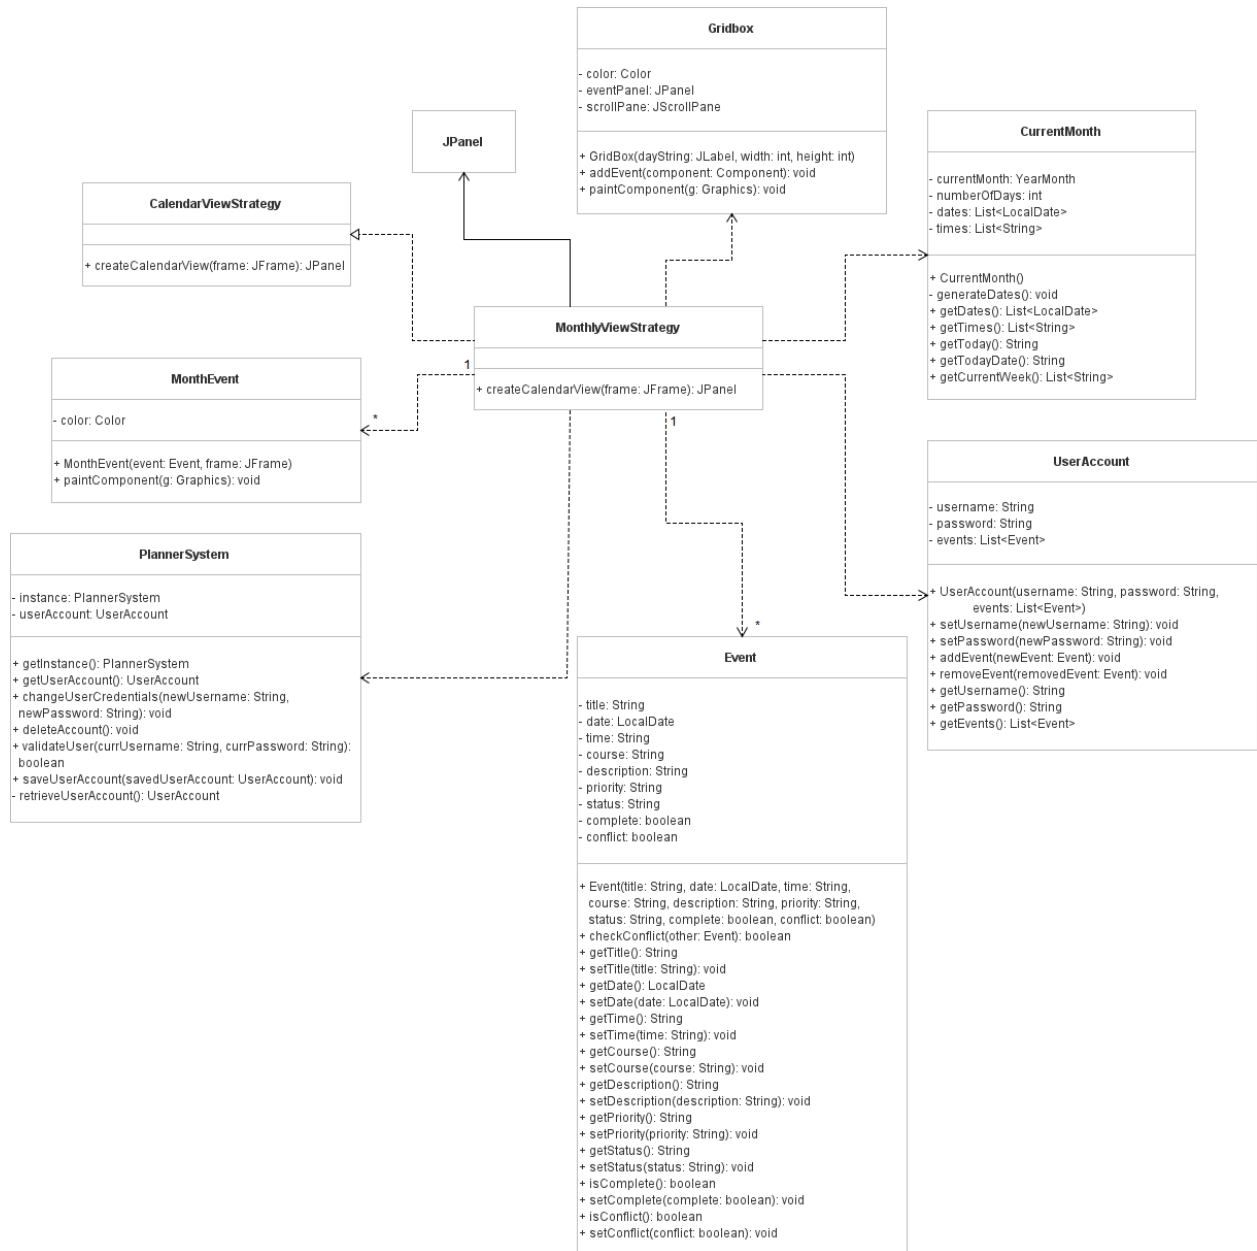 Gridbox
- color: Color
- eventPanel: JPanel
- scrollPane: JScrollPane
+ GridBox(dayString: JLabel, width: int, height: int)
+ addEvent(component: Component): void
+ paintComponent(g: Graphics): void
JPanel
CurrentMonth
- currentMonth: YearMonth
- numberOfDays: int
- dates: List<LocalDate>
- times: List<String>
+ CurrentMonth()
- generateDates(): void
+ getDates(): List<LocalDate>
+ getTimes(): List<String>
+ getToday(): String
+ getTodayDate(): String
+ getCurrentWeek(): List<String>
CalendarViewStrategy
+ createCalendarView(frame: JFrame): JPanel
MonthlyViewStrategy
+ createCalendarView(frame: JFrame): JPanel
1
*
1
*
MonthEvent
- color: Color
+ MonthEvent(event: Event, frame: JFrame)
+ paintComponent(g: Graphics): void
UserAccount
- username: String
- password: String
- events: List<Event>
+ UserAccount(username: String, password: String,
events: List<Event>)
+ setUsername(newUsername: String): void
+ setPassword(newPassword: String): void
+ addEvent(newEvent: Event): void
+ removeEvent(removedEvent: Event): void
+ getUsername(): String
+ getPassword(): String
+ getEvents(): List<Event>
PlannerSystem
- instance: PlannerSystem
- userAccount: UserAccount
+ getInstance(): PlannerSystem
+ getUserAccount(): UserAccount
+ changeUserCredentials(newUsername: String,
newPassword: String): void
+ deleteAccount(): void
+ validateUser(currUsername: String, currPassword: String):
boolean
+ saveUserAccount(savedUserAccount: UserAccount): void
- retrieveUserAccount(): UserAccount
Event
- title: String
- date: LocalDate
- time: String
- course: String
- description: String
- priority: String
- status: String
- complete: boolean
- conflict: boolean
+ Event(title: String, date: LocalDate, time: String,
course: String, description: String, priority: String,
status: String, complete: boolean, conflict: boolean)
+ checkConflict(other: Event): boolean
+ getTitle(): String
+ setTitle(title: String): void
+ getDate(): LocalDate
+ setDate(date: LocalDate): void
+ getTime(): String
+ setTime(time: String): void
+ getCourse(): String
+ setCourse(course: String): void
+ getDescription(): String
+ setDescription(description: String): void
+ getPriority(): String
+ setPriority(priority: String): void
+ getStatus(): String
+ setStatus(status: String): void
+ isComplete(): boolean
+ setComplete(complete: boolean): void
+ isConflict(): boolean
+ setConflict(conflict: boolean): void